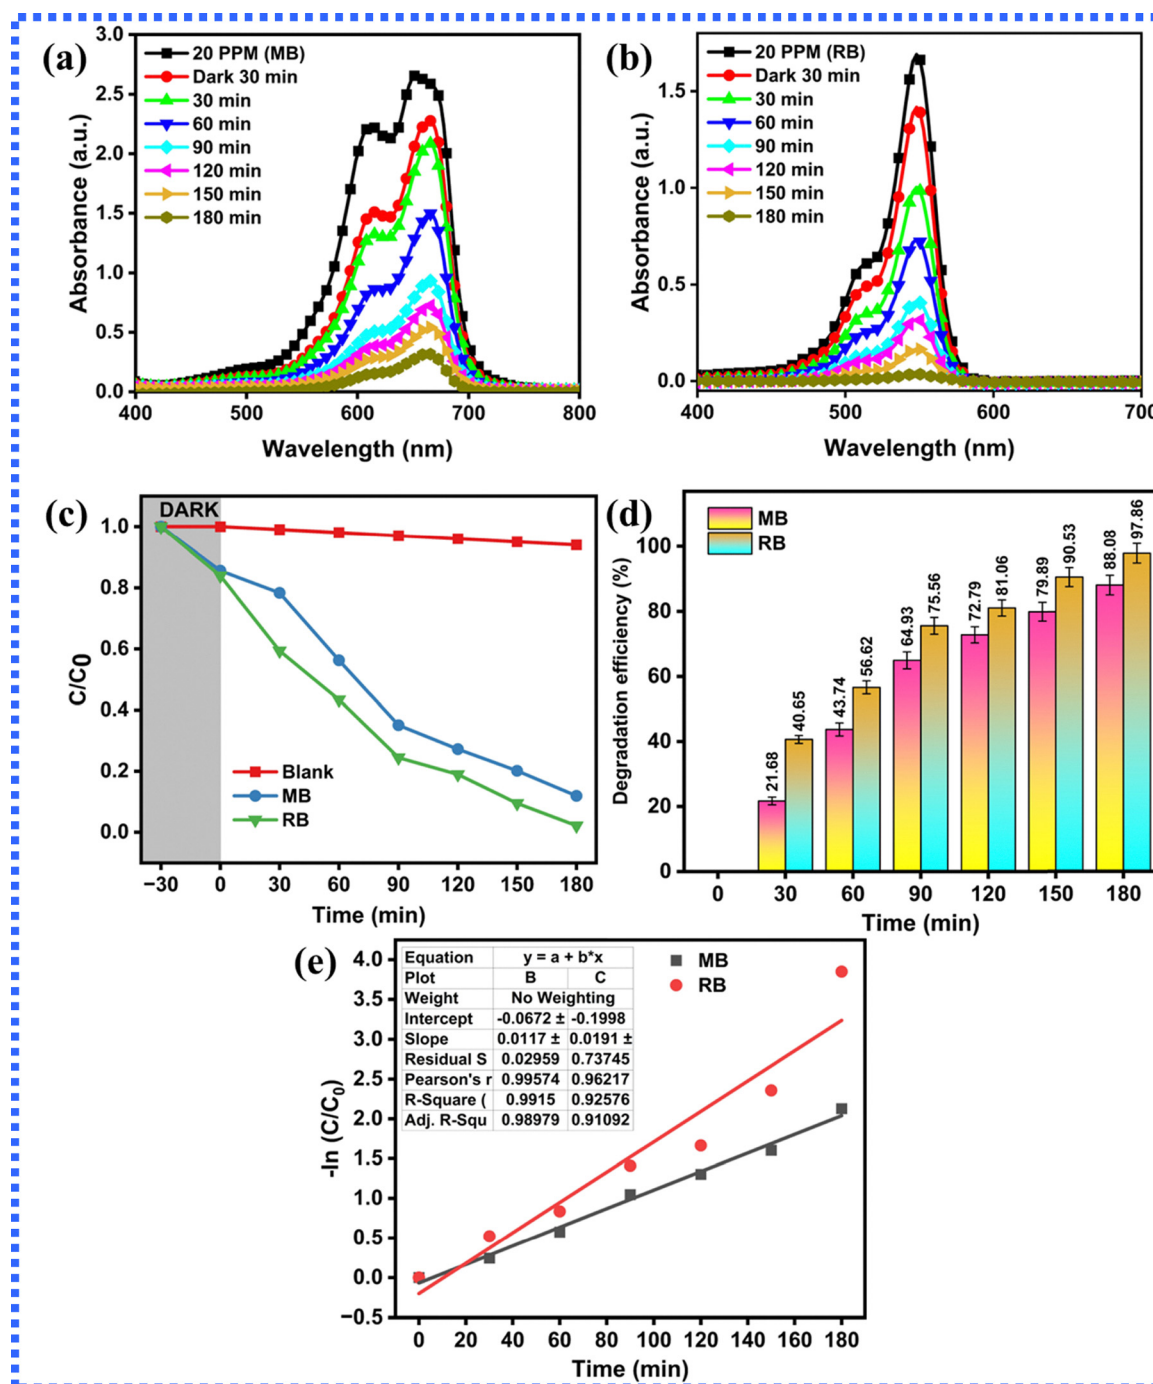 (a)
3.0
2.5
2.0
1.5
1.0
0.5
0.0
Absorbance (a.u.)
20 PPM (MB)
Dark 30 min
30 min
60 min
90 min
120 min
150 min
180 min
400 500 600 700 800
Wavelength (nm)
(b)
1.5
1.0
0.5
0.0
Absorbance (a.u.)
20 PPM (RB)
Dark 30 min
30 min
60 min
90 min
120 min
150 min
180 min
400 500 600 700
Wavelength (nm)
(c)
DARK
1.0
0.8
0.6
0.4
0.2
0.0
C/C0
Blank
MB
RB
−30 0 30 60 90 120 150 180
Time (min)
(d)
MB
RB
100
80
60
40
20
0
Degradation efficiency (%)
21.68 40.65 43.74 56.62 64.93 75.56 72.79 81.06 79.89 90.53 88.08 97.86
0 30 60 90 120 150 180
Time (min)
(e)
4.0
3.5
3.0
2.5
2.0
1.5
1.0
0.5
0.0
−0.5
-ln (C/C0)
Equation y = a + b*x
Plot B C
Weight No Weighting
Intercept -0.0672 ± -0.1998
Slope 0.0117 ± 0.0191 ±
Residual S 0.02959 0.73745
Pearson's r 0.99574 0.96217
R-Square ( 0.9915 0.92576
Adj. R-Squ 0.98979 0.91092
MB
RB
0 20 40 60 80 100 120 140 160 180
Time (min)